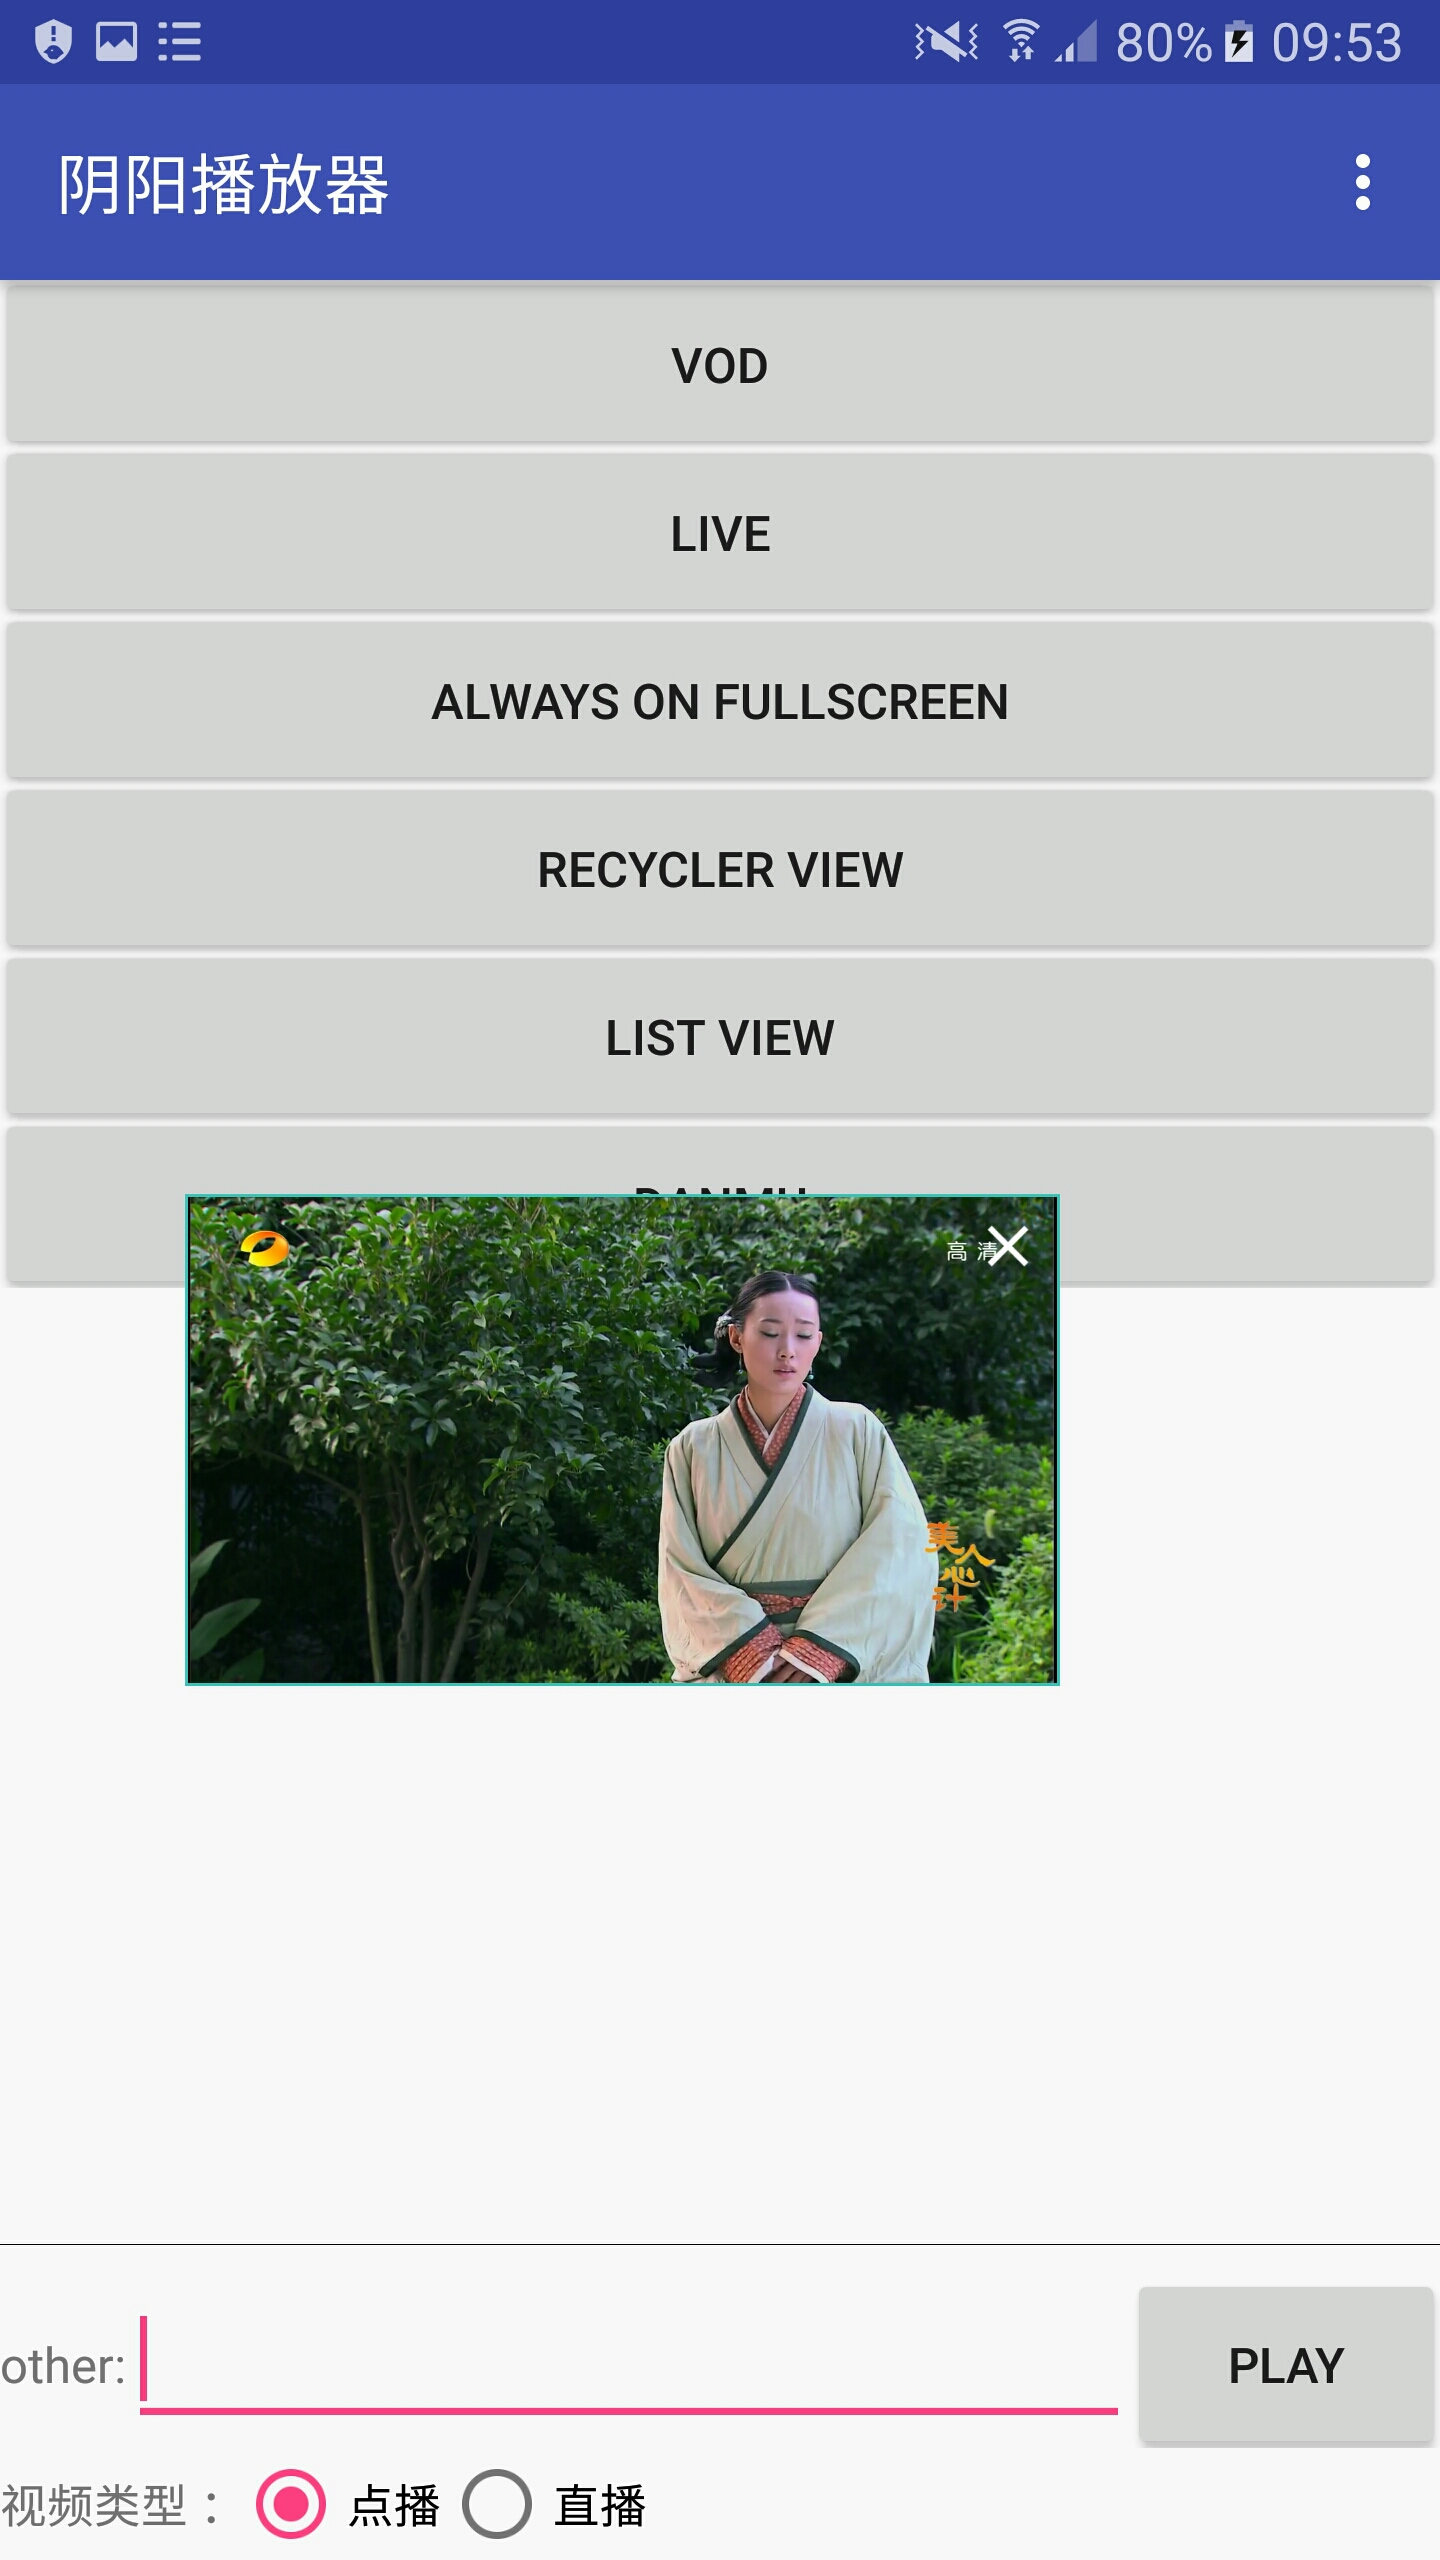 80% 09:53
阴阳播放器
VOD
LIVE
ALWAYS ON FULLSCREEN
RECYCLER VIEW
LIST VIEW
DANMU
高 清
美人心计
other:
PLAY
视频类型： 点播 直播